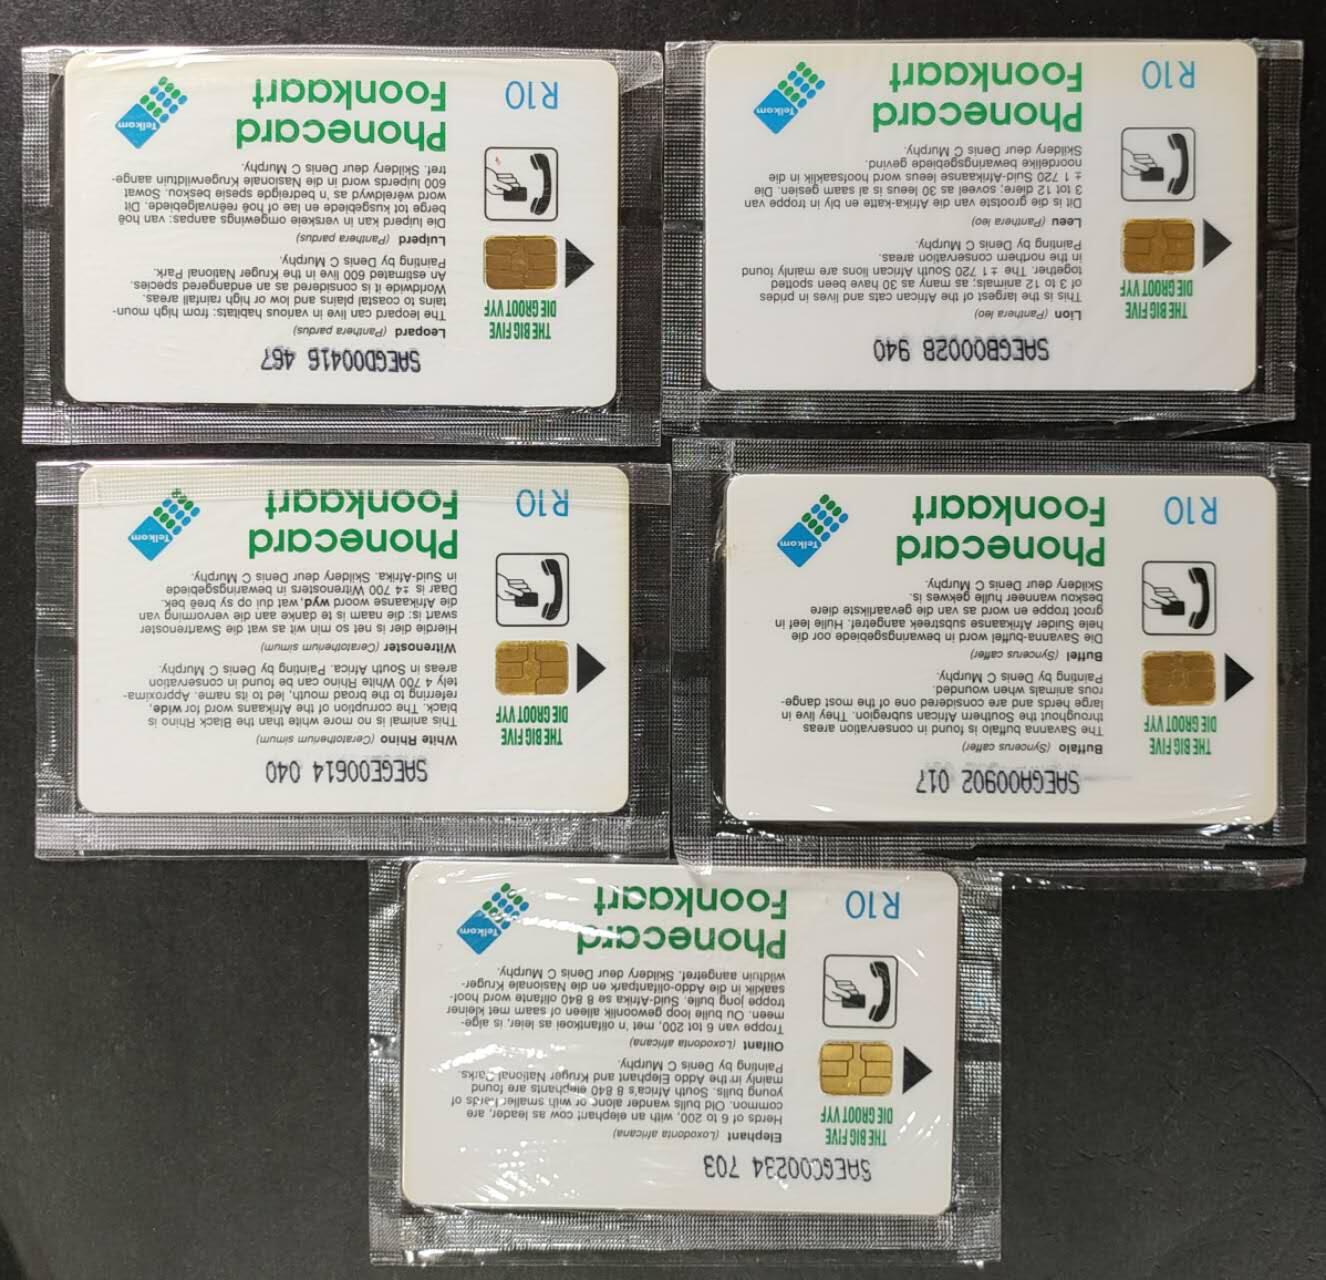 SAEGC00234 703
THE BIG FIVE
DIE GROOT VYF
Elephant (Loxodonta africana)
Herds of 6 to 200, with an elephant cow as leader, are
common. Old bulls wander alone or with smaller herds of
young bulls. South Africa's 8 840 elephants are found
mainly in the Addo Elephant and Kruger National Parks.
Painting by Denis C Murphy.
Olifant (Loxodonta africana)
Troppe van 6 tot 200, met 'n olifantkoei as leier, is alge-
meen. Ou bulle loop gewoonlik alleen of saam met kleiner
troppe jong bulle. Suid-Afrika se 8 840 olifante word hoof-
saaklik in die Addo-olifantpark en die Nasionale Kruger-
wildtuin aangetref. Skildery deur Denis C Murphy.
R10
Phonecard
Foonkaart
Telkom
SAEGA00902 017
THE BIG FIVE
DIE GROOT VYF
Buffalo (Syncerus caffer)
The Savanna buffalo is found in conservation areas
throughout the Southern African subregion. They live in
large herds and are considered one of the most dange-
rous animals when wounded.
Painting by Denis C Murphy.
Buffel (Syncerus caffer)
Die Savanna-buffel word in bewaringsgebiede oor die
hele Suider Afrikaanse substreek aangetref. Hulle leef in
groot troppe en word as van die gevaarlikste diere
beskou wanneer hulle gekwes is.
Skildery deur Denis C Murphy.
R10
Phonecard
Foonkaart
Telkom
SAEGE00614 040
THE BIG FIVE
DIE GROOT VYF
White Rhino (Ceratotherium simum)
This animal is no more white than the Black Rhino is
black. The corruption of the Afrikaans word for wide,
referring to the broad mouth, led to its name. Approxima-
tely 4 700 White Rhino can be found in conservation
areas in South Africa. Painting by Denis C Murphy.
Witrenoster (Ceratotherium simum)
Hierdie dier is net so min wit as wat die Swartrenoster
swart is: die naam is te danke aan die vervorming van
die Afrikaanse woord wyd, wat dui op sy breë bek.
Daar is ±4 700 Witrenosters in bewaringsgebiede
in Suid-Afrika. Skildery deur Denis C Murphy.
R10
Phonecard
Foonkaart
Telkom
SAEGB00028 940
THE BIG FIVE
DIE GROOT VYF
Lion (Panthera leo)
This is the largest of the African cats and lives in prides
of 3 to 12 animals; as many as 30 have been spotted
together. The ± 1 720 South African lions are mainly found
in the northern conservation areas.
Painting by Denis C Murphy.
Leeu (Panthera leo)
Dit is die grootste van die Afrika-katte en bly in troppe van
3 tot 12 diere; soveel as 30 leeus is al saam gesien. Die
± 1 720 Suid-Afrikaanse leeus word hoofsaaklik in die
noordelike bewaringsgebiede gevind.
Skildery deur Denis C Murphy.
R10
Phonecard
Foonkaart
Telkom
SAEGD00416 467
THE BIG FIVE
DIE GROOT VYF
Leopard (Panthera pardus)
The leopard can live in various habitats: from high moun-
tains to coastal plains and low or high rainfall areas.
Worldwide it is considered as an endangered species.
An estimated 600 live in the Kruger National Park.
Painting by Denis C Murphy.
Luiperd (Panthera pardus)
Die luiperd kan in verskeie omgewings aanpas: van hoë
berge tot kusgebiede en lae of hoë reënvalgebiede. Dit
word wêreldwyd as 'n bedreigde spesie beskou. Sowat
600 luiperds word in die Nasionale Krugerwildtuin aange-
tref. Skildery deur Denis C Murphy.
R10
Phonecard
Foonkaart
Telkom